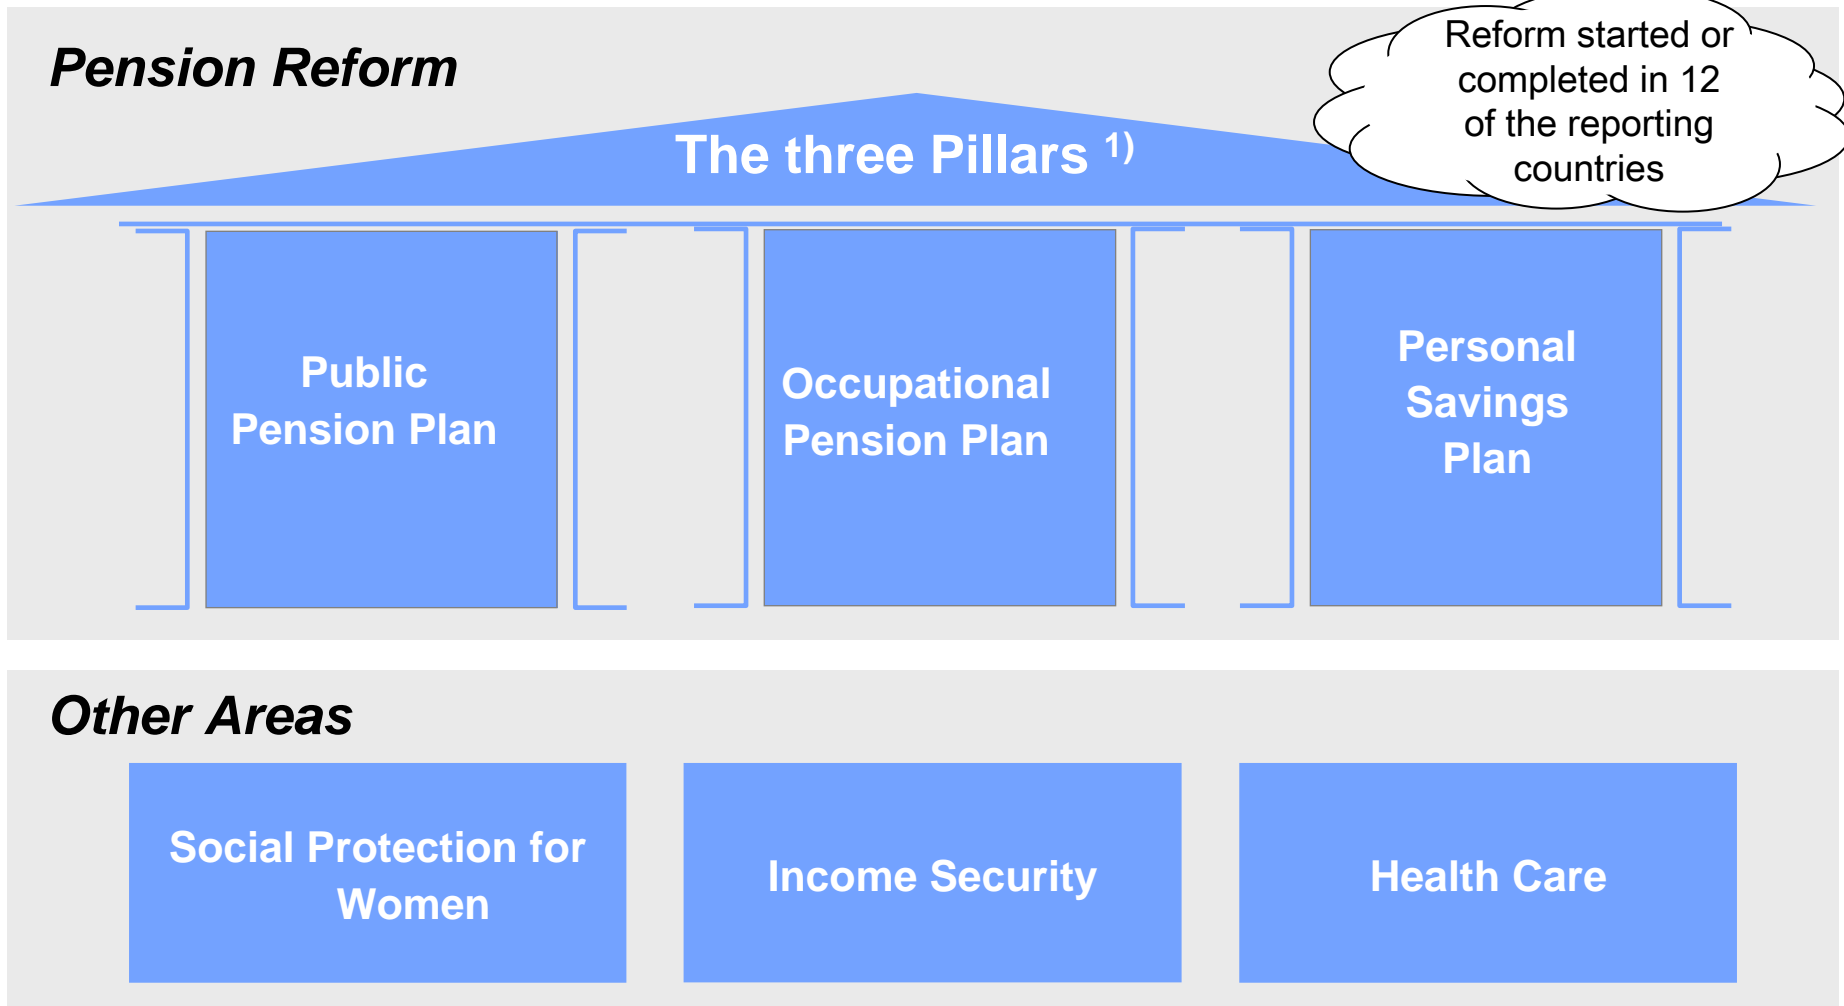 Pension Reform
Reform started or
completed in 12
of the reporting
countries
The three Pillars 1)
Public
Pension Plan
Occupational
Pension Plan
Personal
Savings
Plan
Other Areas
Social Protection for
Women
Income Security
Health Care